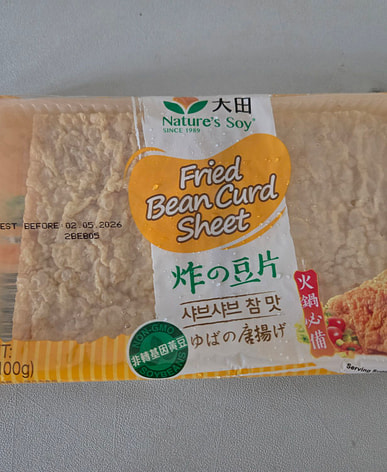 大田
Nature's Soy
SINCE 1989
Fried
Bean Curd
Sheet
EST BEFORE 02.05.2026
2BEB05
炸の豆片
샤브샤브 참 맛
ゆばの唐揚げ
火鍋必備
NON-GMO
非轉基因黃豆
SOYBEANS
T:
100g)
Serving